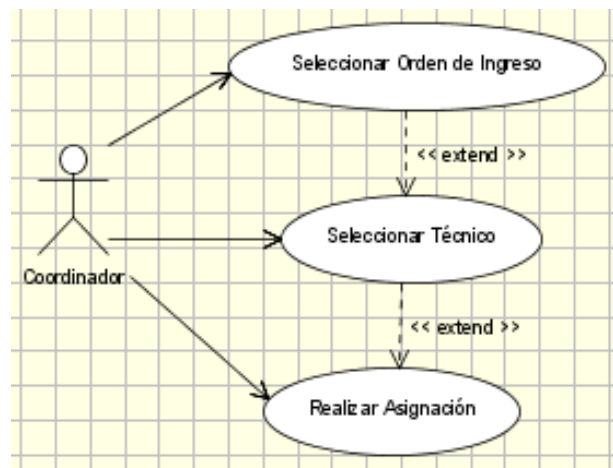 Seleccionar Orden de Ingreso
<< extend >>
Seleccionar Técnico
Coordinador
<< extend >>
Realizar Asignación